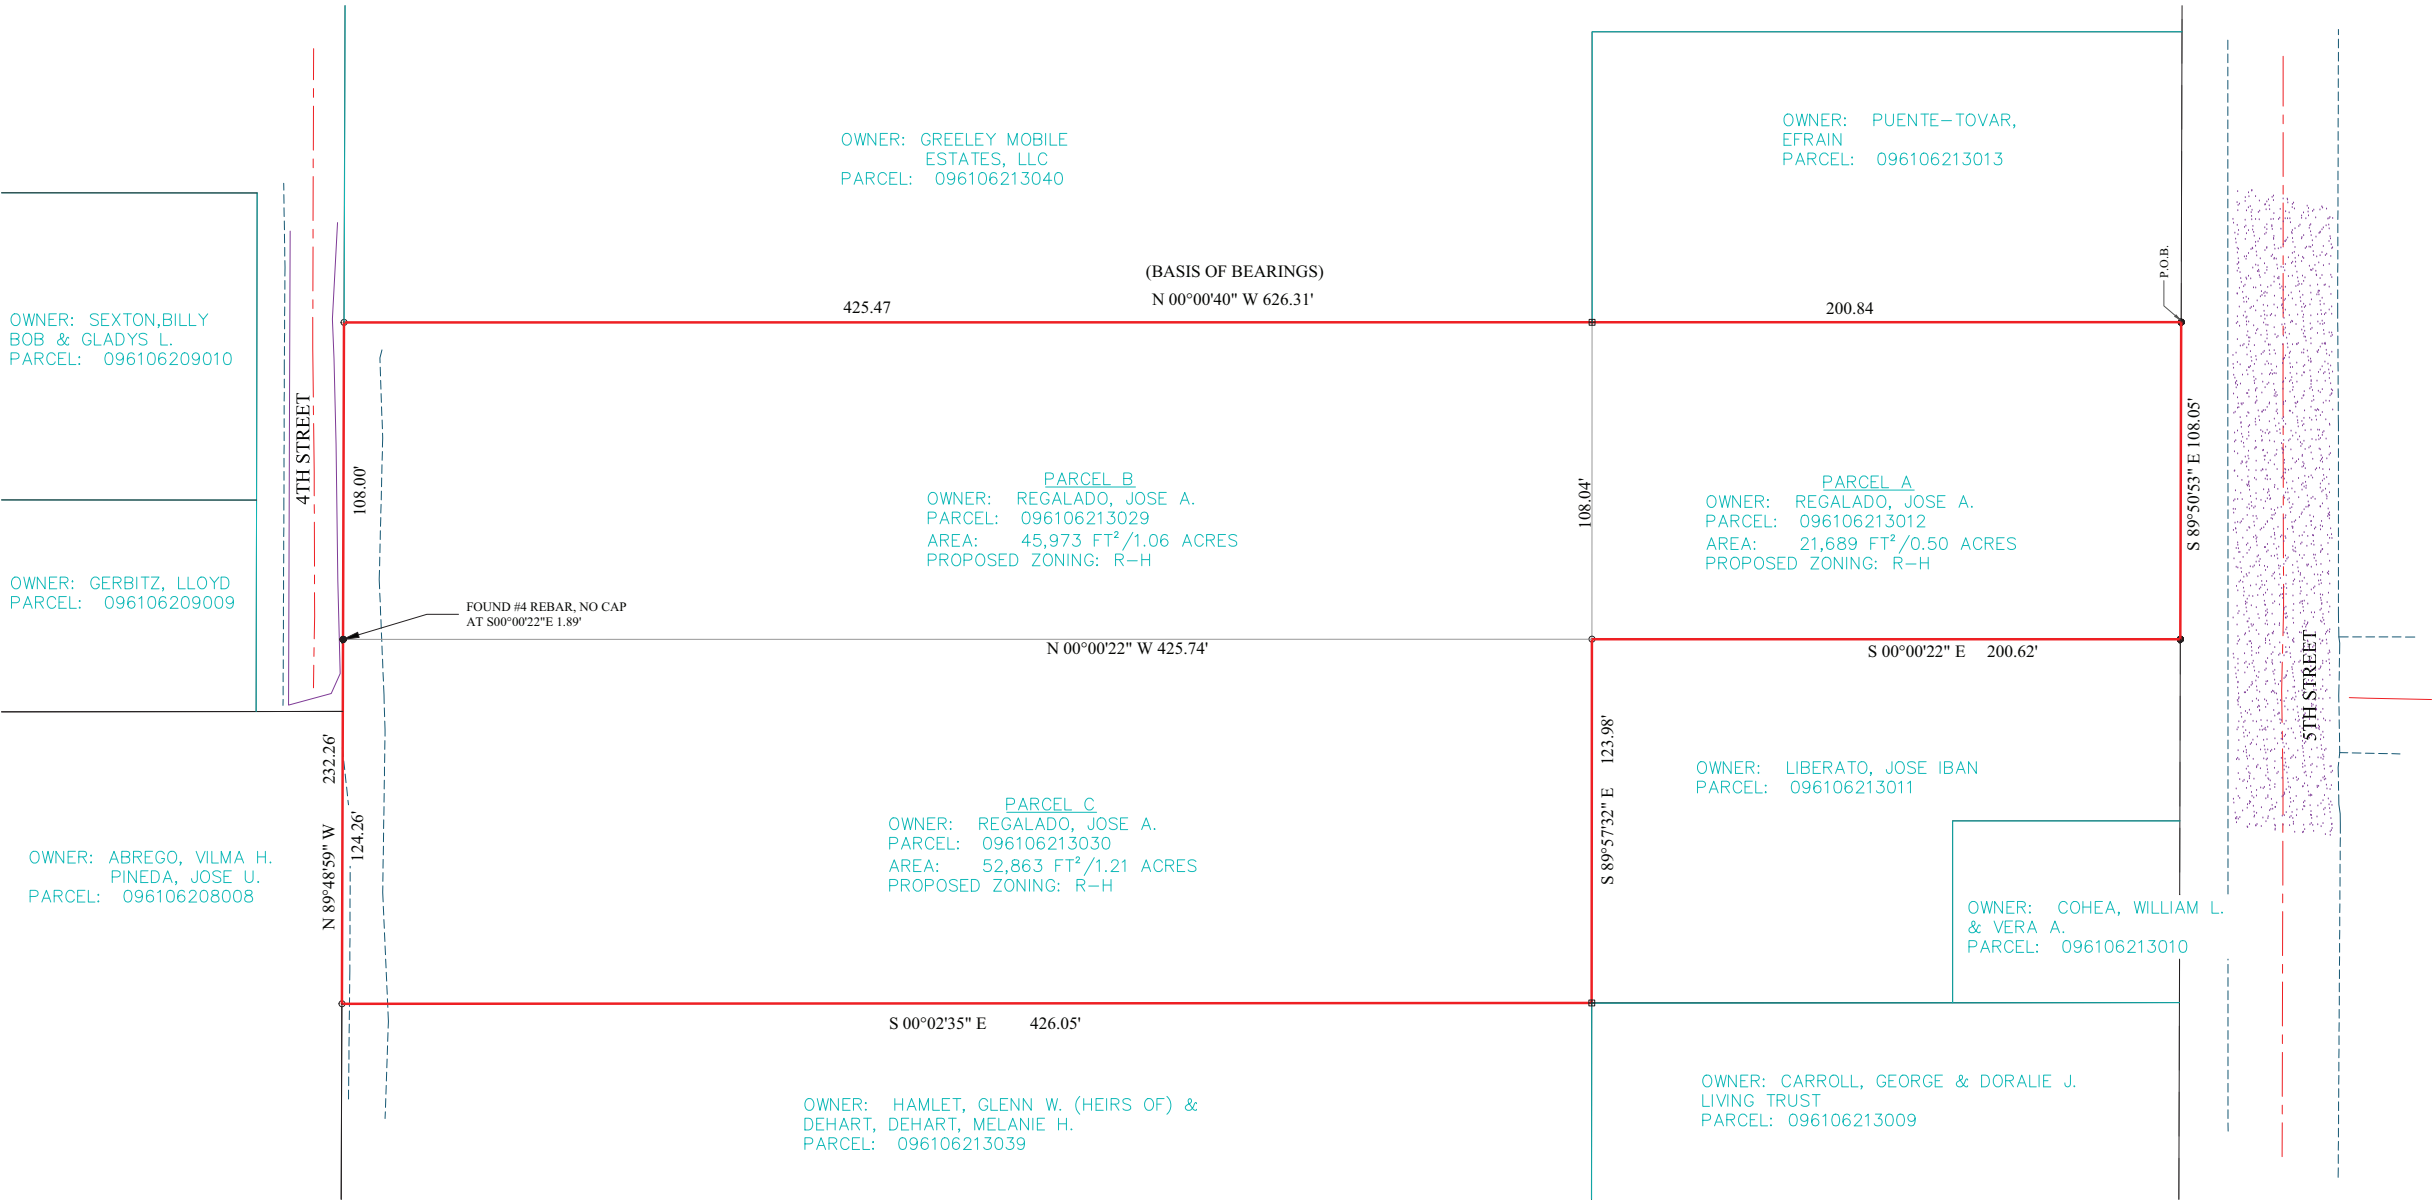 OWNER: GREELEY MOBILE
ESTATES, LLC
PARCEL: 096106213040
OWNER: PUENTE-TOVAR,
EFRAIN
PARCEL: 096106213013
(BASIS OF BEARINGS)
N 00°00'40" W 626.31'
425.47
200.84
P.O.B.
OWNER: SEXTON,BILLY
BOB & GLADYS L.
PARCEL: 096106209010
4TH STREET
108.00'
PARCEL B
OWNER: REGALADO, JOSE A.
PARCEL: 096106213029
AREA: 45,973 FT²/1.06 ACRES
PROPOSED ZONING: R-H
108.04'
PARCEL A
OWNER: REGALADO, JOSE A.
PARCEL: 096106213012
AREA: 21,689 FT²/0.50 ACRES
PROPOSED ZONING: R-H
S 89°50'53" E 108.05'
OWNER: GERBITZ, LLOYD
PARCEL: 096106209009
FOUND #4 REBAR, NO CAP
AT S00°00'22"E 1.89'
N 00°00'22" W 425.74'
S 00°00'22" E 200.62'
5TH STREET
N 89°48'59" W 232.26'
124.26'
S 89°57'32" E 123.98'
OWNER: LIBERATO, JOSE IBAN
PARCEL: 096106213011
PARCEL C
OWNER: REGALADO, JOSE A.
PARCEL: 096106213030
AREA: 52,863 FT²/1.21 ACRES
PROPOSED ZONING: R-H
OWNER: ABREGO, VILMA H.
PINEDA, JOSE U.
PARCEL: 096106208008
OWNER: COHEA, WILLIAM L.
& VERA A.
PARCEL: 096106213010
S 00°02'35" E 426.05'
OWNER: HAMLET, GLENN W. (HEIRS OF) &
DEHART, DEHART, MELANIE H.
PARCEL: 096106213039
OWNER: CARROLL, GEORGE & DORALIE J.
LIVING TRUST
PARCEL: 096106213009